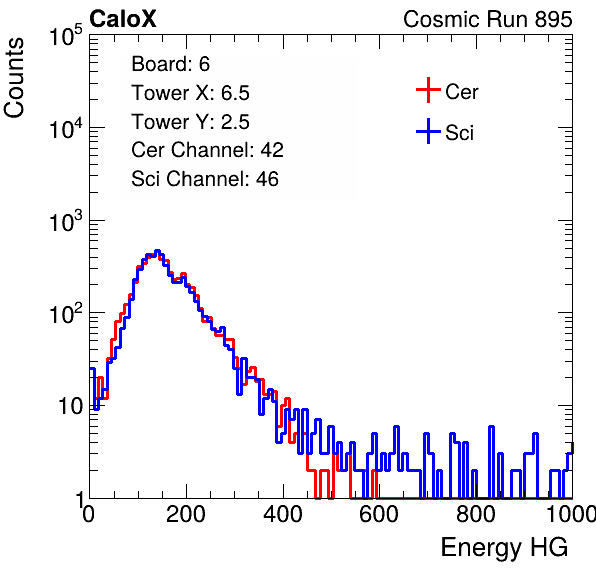 CaloX Cosmic Run 895
Counts
10^5
10^4
10^3
10^2
10
1
Board: 6
Tower X: 6.5
Tower Y: 2.5
Cer Channel: 42
Sci Channel: 46
Cer
Sci
0 200 400 600 800 1000
Energy HG